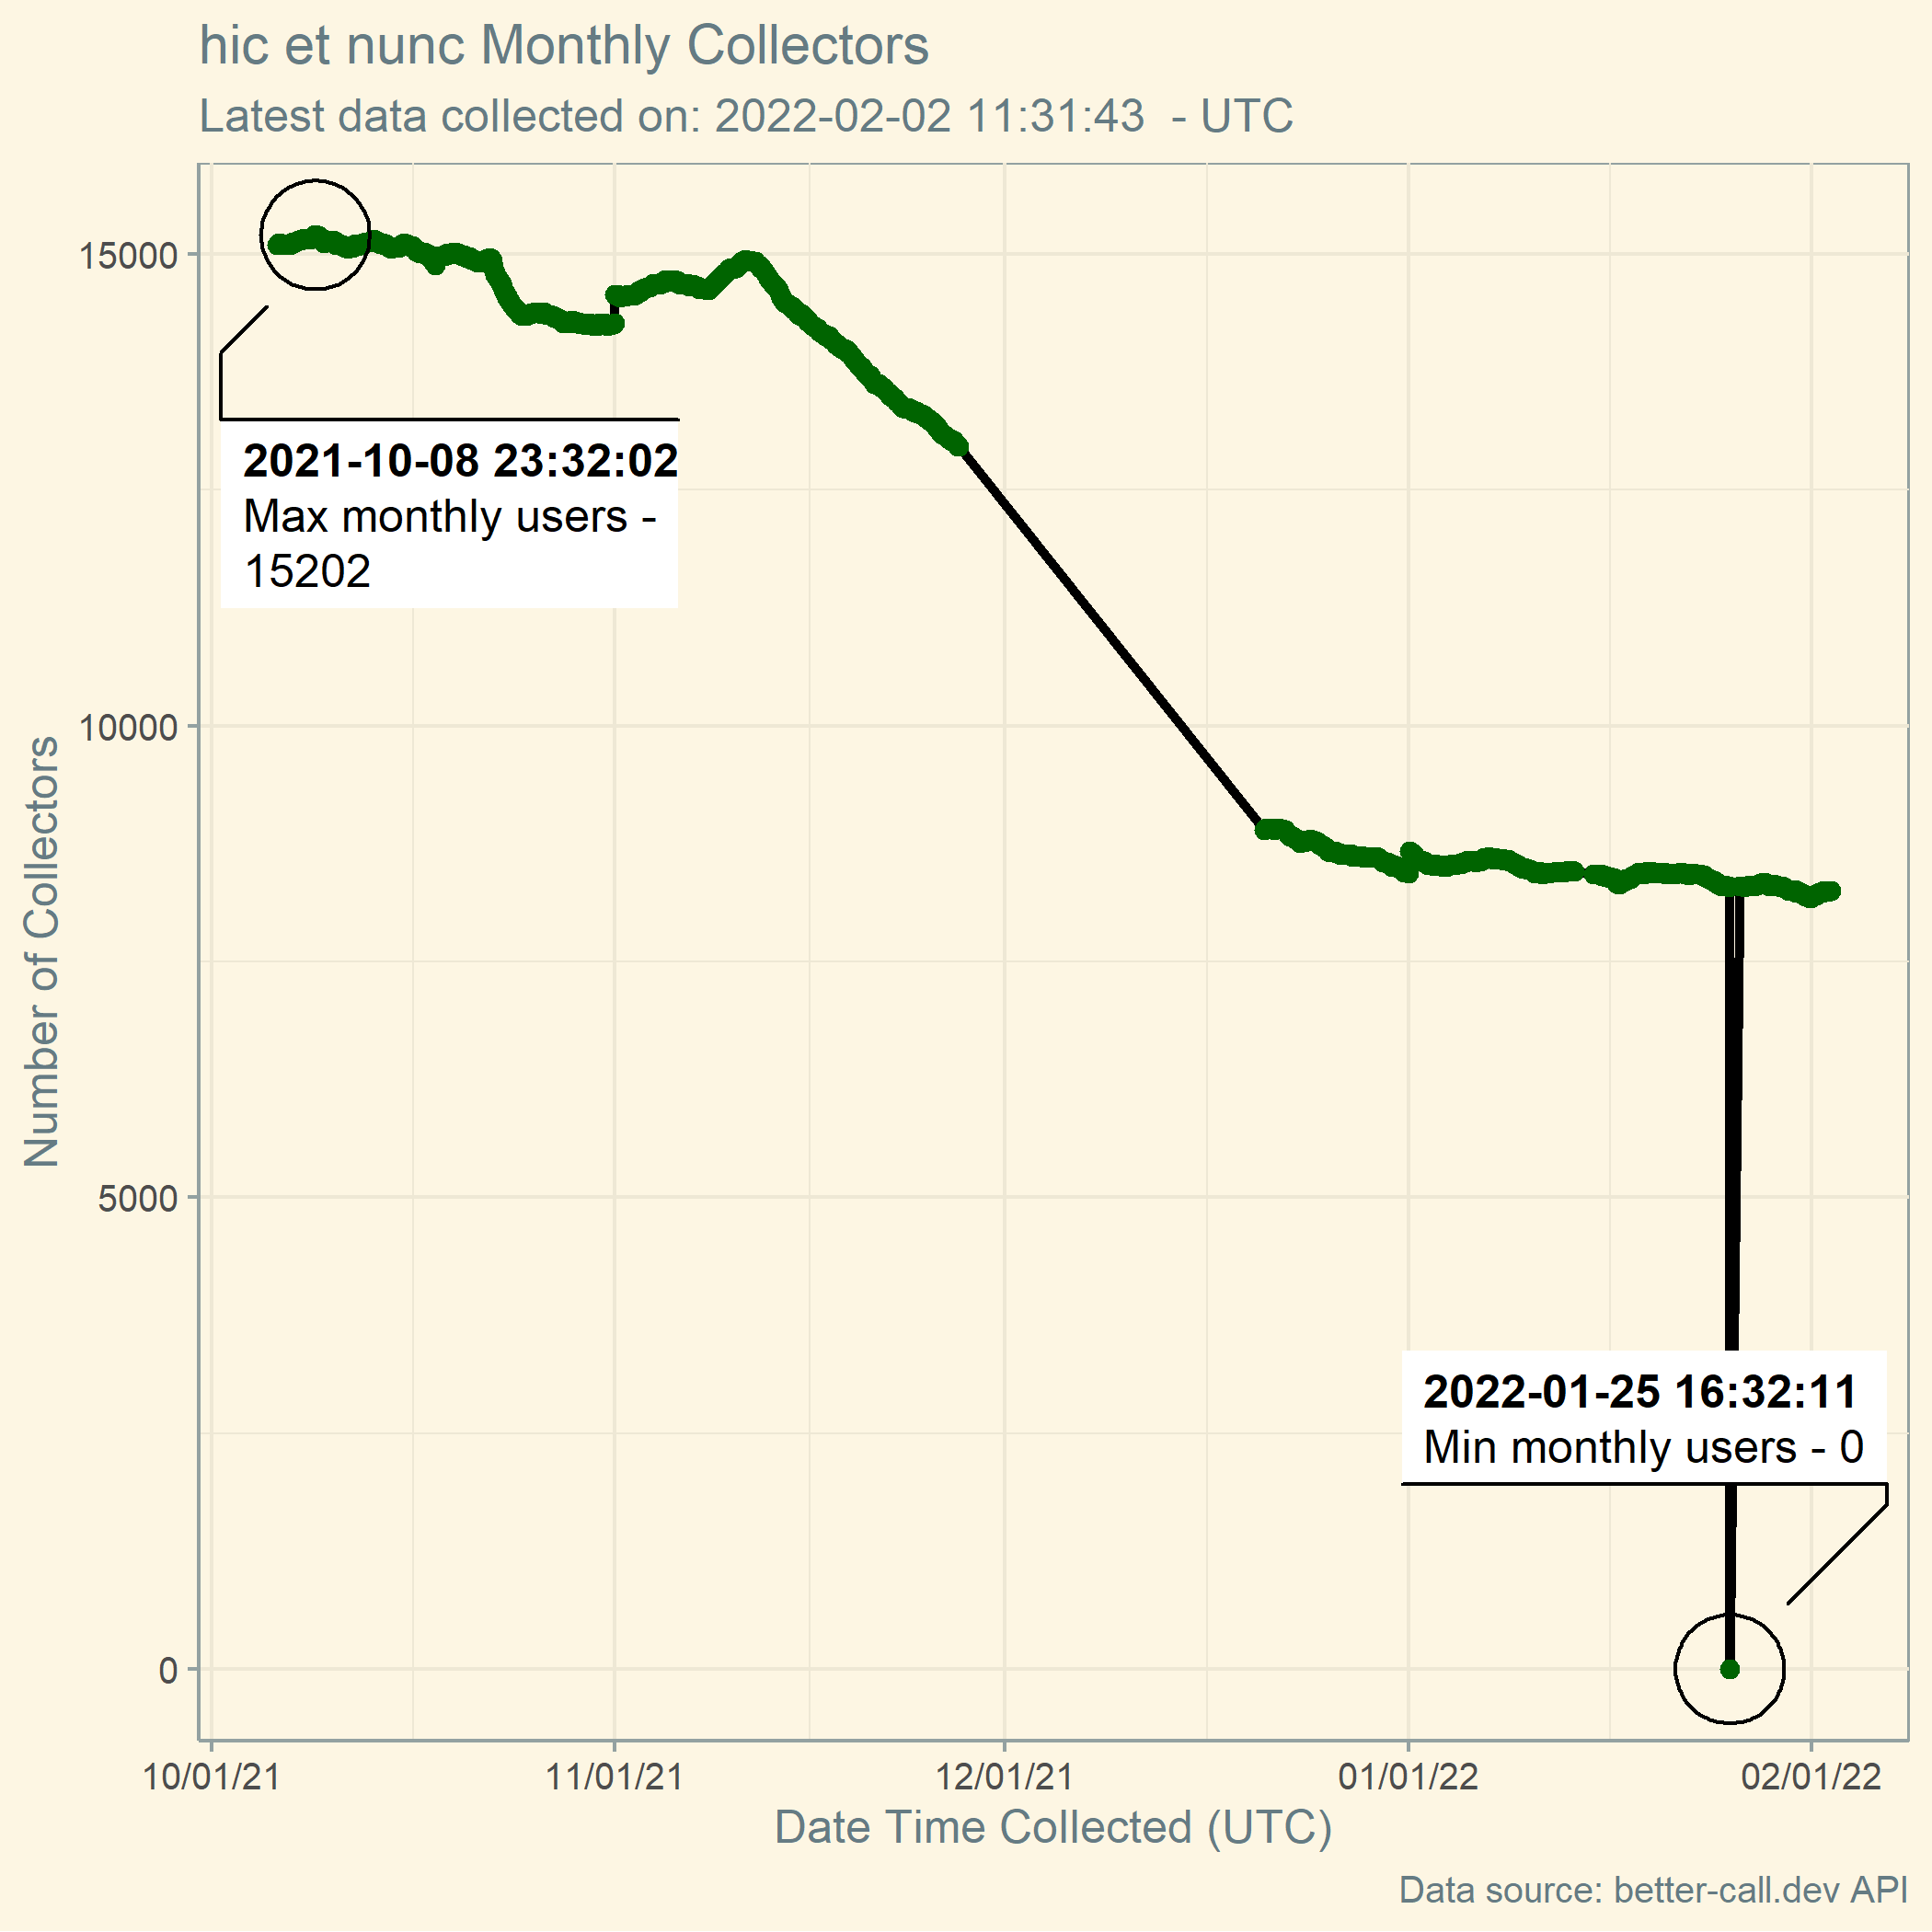 hic et nunc Monthly Collectors
Latest data collected on: 2022-02-02 11:31:43  - UTC
Number of Collectors
15000
10000
5000
0
2021-10-08 23:32:02
Max monthly users -
15202
2022-01-25 16:32:11
Min monthly users - 0
10/01/21 11/01/21 12/01/21 01/01/22 02/01/22
Date Time Collected (UTC)
Data source: better-call.dev API